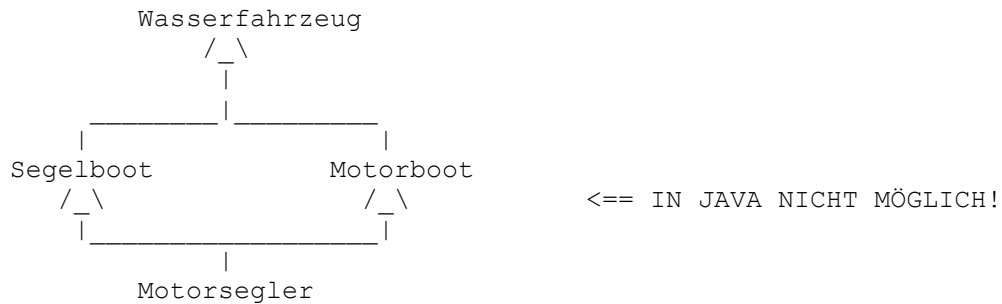 Wasserfahrzeug
Segelboot Motorboot
<== IN JAVA NICHT MÖGLICH!
Motorsegler